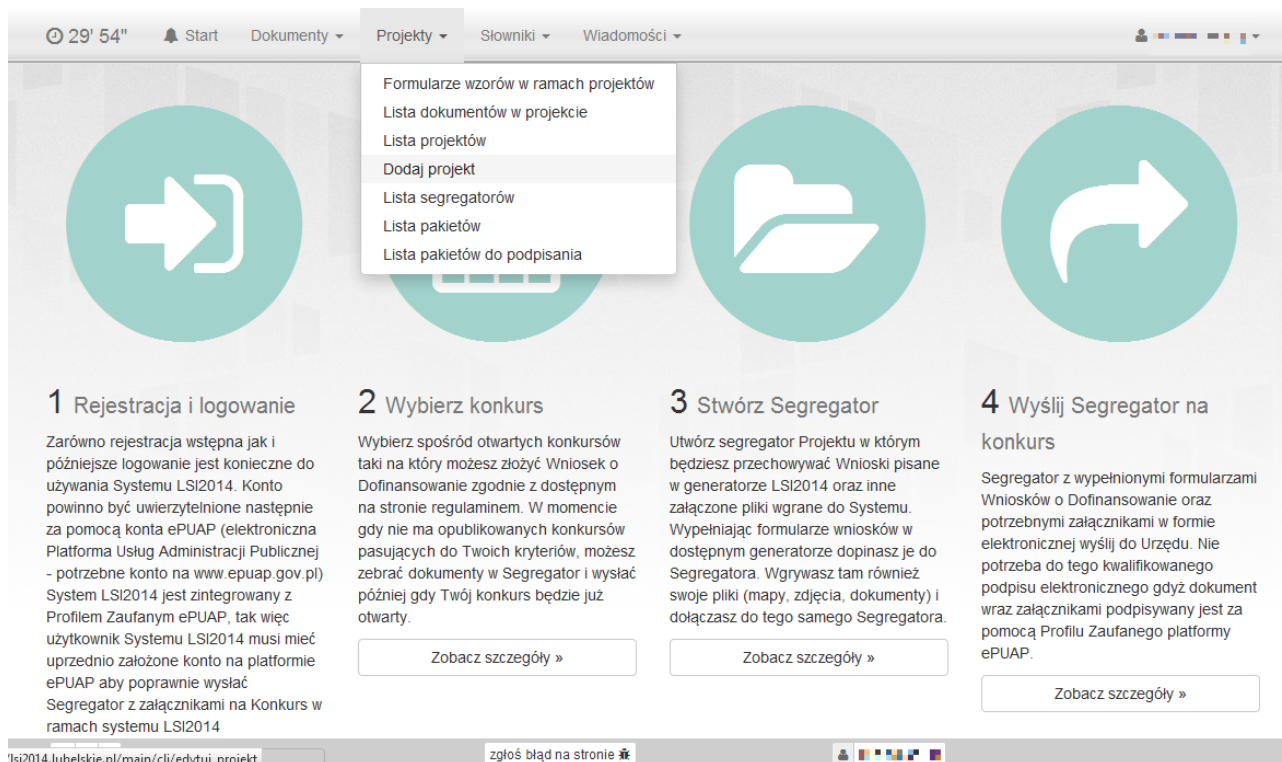 29' 54" Start Dokumenty Projekty Słowniki Wiadomości
Formularze wzorów w ramach projektów
Lista dokumentów w projekcie
Lista projektów
Dodaj projekt
Lista segregatorów
Lista pakietów
Lista pakietów do podpisania
1 Rejestracja i logowanie
Zarówno rejestracja wstępna jak i
późniejsze logowanie jest konieczne do
używania Systemu LSI2014. Konto
powinno być uwierzytelnione następnie
za pomocą konta ePUAP (elektroniczna
Platforma Usług Administracji Publicznej
- potrzebne konto na www.epuap.gov.pl)
System LSI2014 jest zintegrowany z
Profilem Zaufanym ePUAP, tak więc
użytkownik Systemu LSI2014 musi mieć
uprzednio założone konto na platformie
ePUAP aby poprawnie wysłać
Segregator z załącznikami na Konkurs w
ramach systemu LSI2014
2 Wybierz konkurs
Wybierz spośród otwartych konkursów
taki na który możesz złożyć Wniosek o
Dofinansowanie zgodnie z dostępnym
na stronie regulaminem. W momencie
gdy nie ma opublikowanych konkursów
pasujących do Twoich kryteriów, możesz
zebrać dokumenty w Segregator i wysłać
później gdy Twój konkurs będzie już
otwarty.
Zobacz szczegóły »
3 Stwórz Segregator
Utwórz segregator Projektu w którym
będziesz przechowywać Wnioski pisane
w generatorze LSI2014 oraz inne
załączone pliki wgrane do Systemu.
Wypełniając formularze wniosków w
dostępnym generatorze dopinasz je do
Segregatora. Wgrywasz tam również
swoje pliki (mapy, zdjęcia, dokumenty) i
dołączasz do tego samego Segregatora.
Zobacz szczegóły »
4 Wyślij Segregator na
konkurs
Segregator z wypełnionymi formularzami
Wniosków o Dofinansowanie oraz
potrzebnymi załącznikami w formie
elektronicznej wyślij do Urzędu. Nie
potrzeba do tego kwalifikowanego
podpisu elektronicznego gdyż dokument
wraz załącznikami podpisywany jest za
pomocą Profilu Zaufanego platformy
ePUAP.
Zobacz szczegóły »
/lsi2014.lubelskie.pl/main/cli/edytuj_projekt
zgłoś błąd na stronie